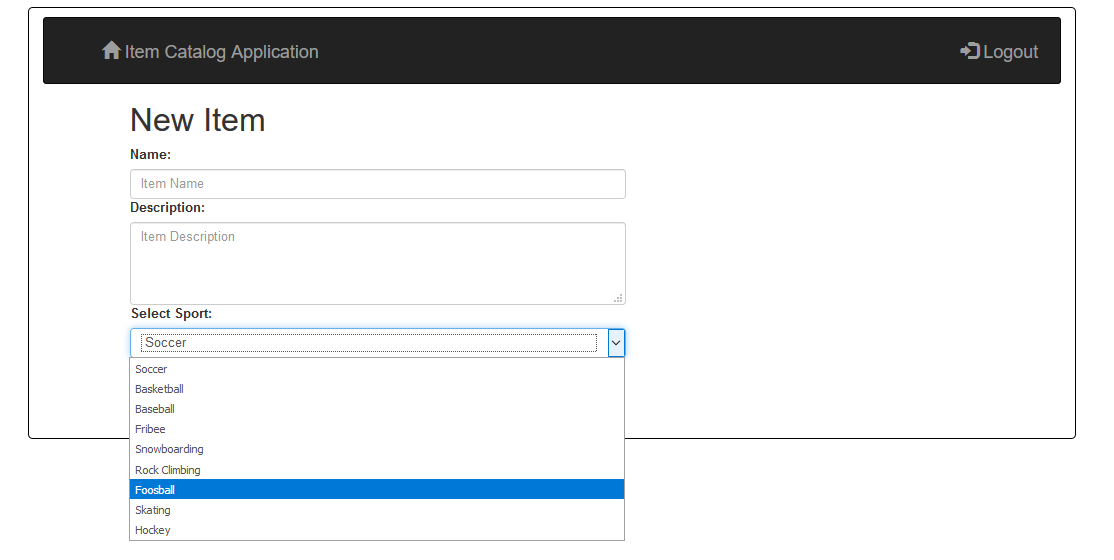 Item Catalog Application
Logout
New Item
Name:
Item Name
Description:
Item Description
Select Sport:
Soccer
Soccer
Basketball
Baseball
Fribee
Snowboarding
Rock Climbing
Foosball
Skating
Hockey